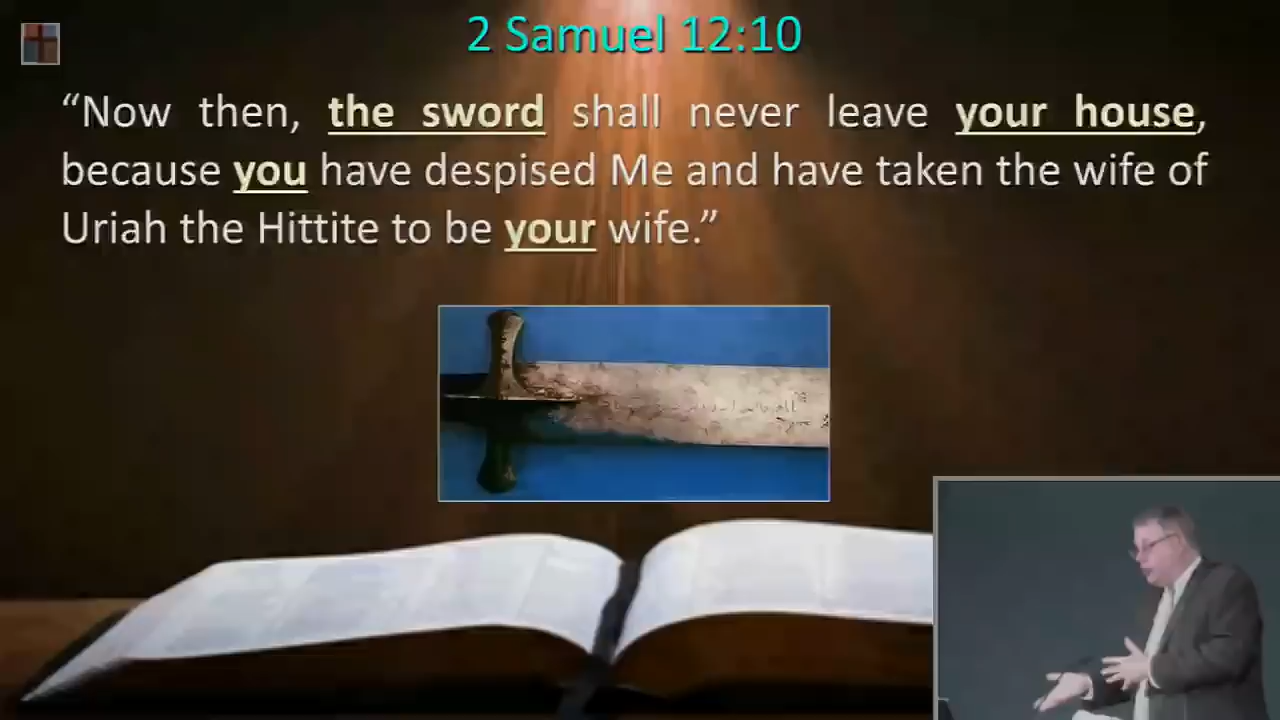 2 Samuel 12:10
“Now then, the sword shall never leave your house,
because you have despised Me and have taken the wife of
Uriah the Hittite to be your wife.”